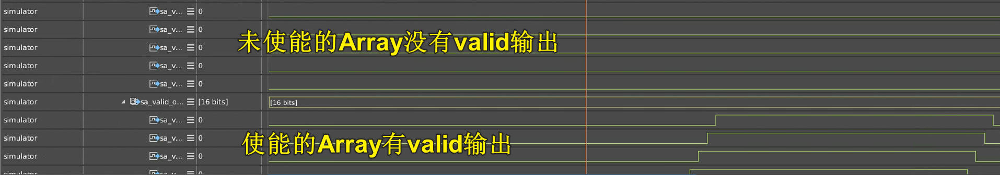 simulator sa_v... 0
simulator sa_v... 0
未使能的Array没有valid输出
simulator sa_v... 0
simulator sa_v... 0
simulator sa_v... 0
simulator sa_valid_o... [16 bits] [16 bits]
simulator sa_v... 0
simulator sa_v... 0
使能的Array有valid输出
simulator sa_v... 0
simulator sa_v... 0